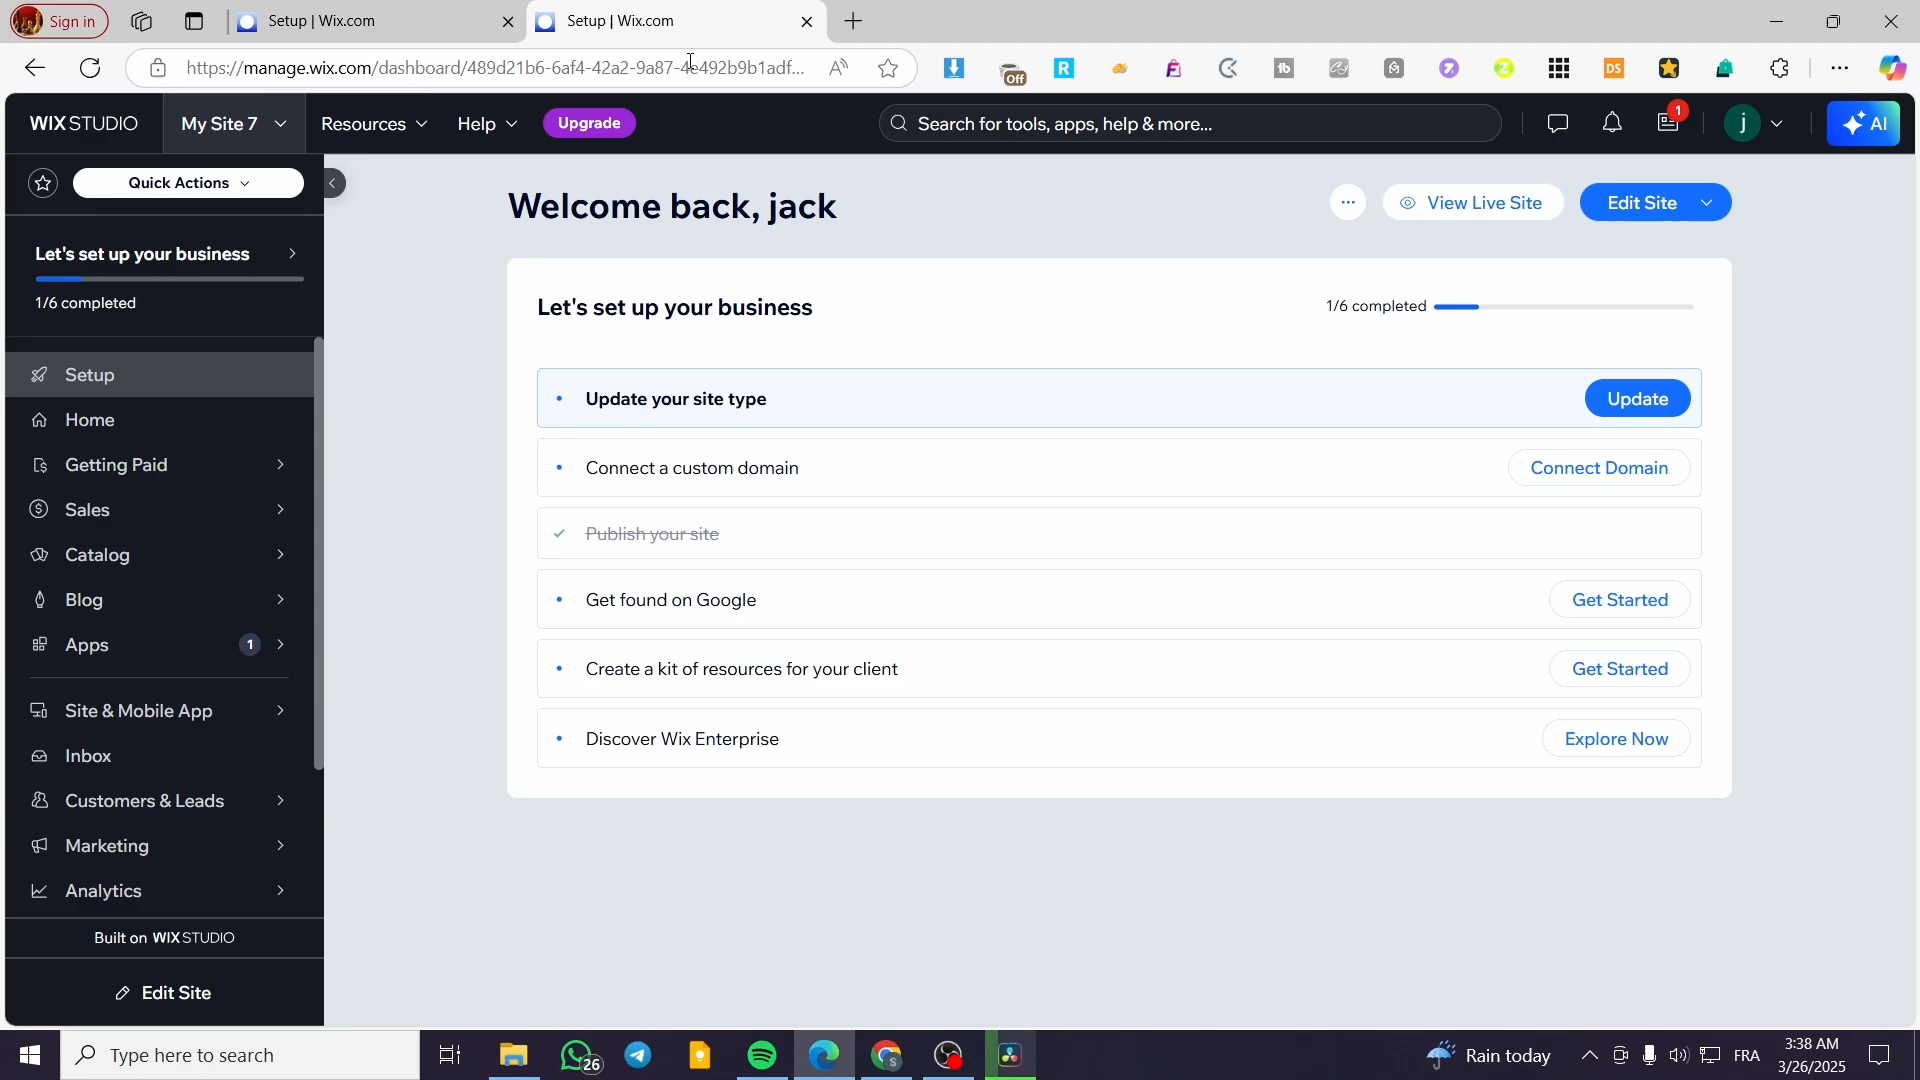 Sign in
Setup | Wix.com
Setup | Wix.com
https://manage.wix.com/dashboard/489d21b6-6af4-42a2-9a87-4e492b9b1adf...
Off
R
tb
DS
WIX STUDIO
My Site 7
Resources
Help
Upgrade
Search for tools, apps, help & more...
1
j
AI
Quick Actions
Let's set up your business
1/6 completed
Setup
Home
Getting Paid
Sales
Catalog
Blog
Apps
1
Site & Mobile App
Inbox
Customers & Leads
Marketing
Analytics
Built on WIX STUDIO
Edit Site
Welcome back, jack
View Live Site
Edit Site
Let's set up your business
1/6 completed
Update your site type
Update
Connect a custom domain
Connect Domain
Publish your site
Get found on Google
Get Started
Create a kit of resources for your client
Get Started
Discover Wix Enterprise
Explore Now
Type here to search
26
S
Rain today
FRA
3:38 AM
3/26/2025